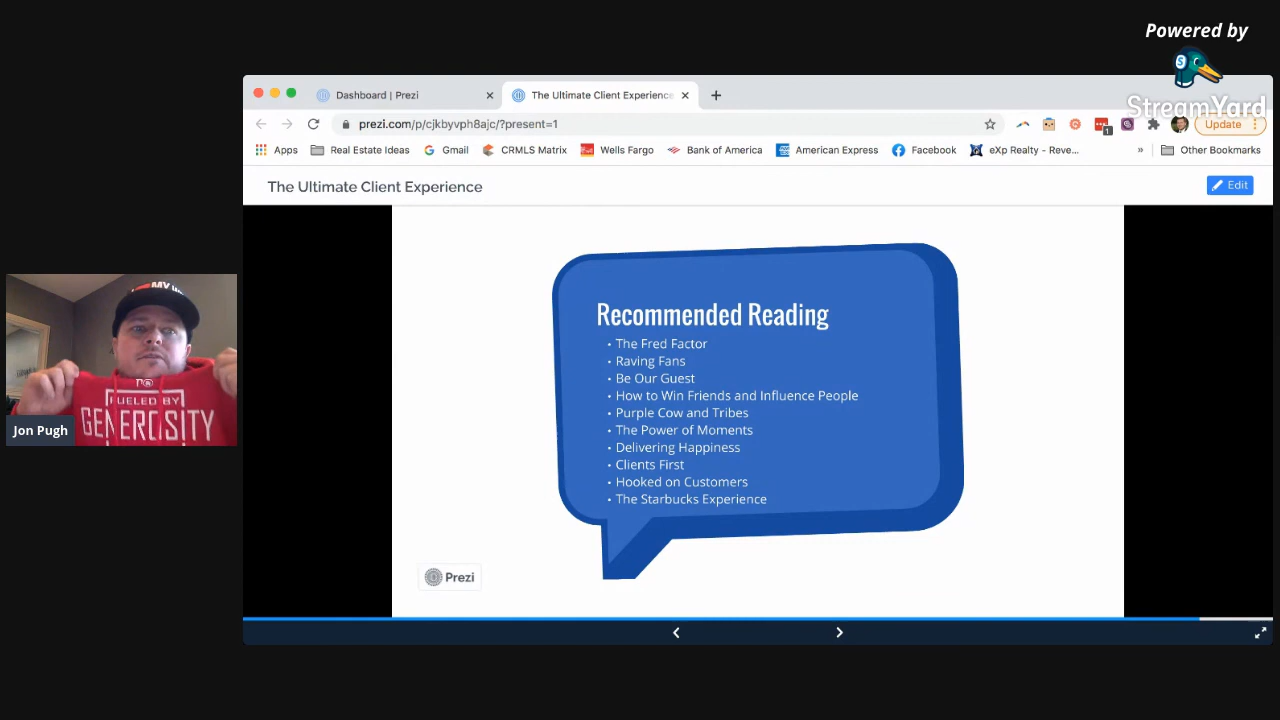 Powered by
StreamYard
Dashboard | Prezi
The Ultimate Client Experience
prezi.com/p/cjkbyvph8ajc/?present=1
Update
Apps
Real Estate Ideas
Gmail
CRMLS Matrix
Wells Fargo
Bank of America
American Express
Facebook
eXp Realty - Reve...
»
Other Bookmarks
The Ultimate Client Experience
Edit
Recommended Reading
• The Fred Factor
• Raving Fans
• Be Our Guest
• How to Win Friends and Influence People
• Purple Cow and Tribes
• The Power of Moments
• Delivering Happiness
• Clients First
• Hooked on Customers
• The Starbucks Experience
Prezi
MY
FUELED BY
GENEROSITY
Jon Pugh